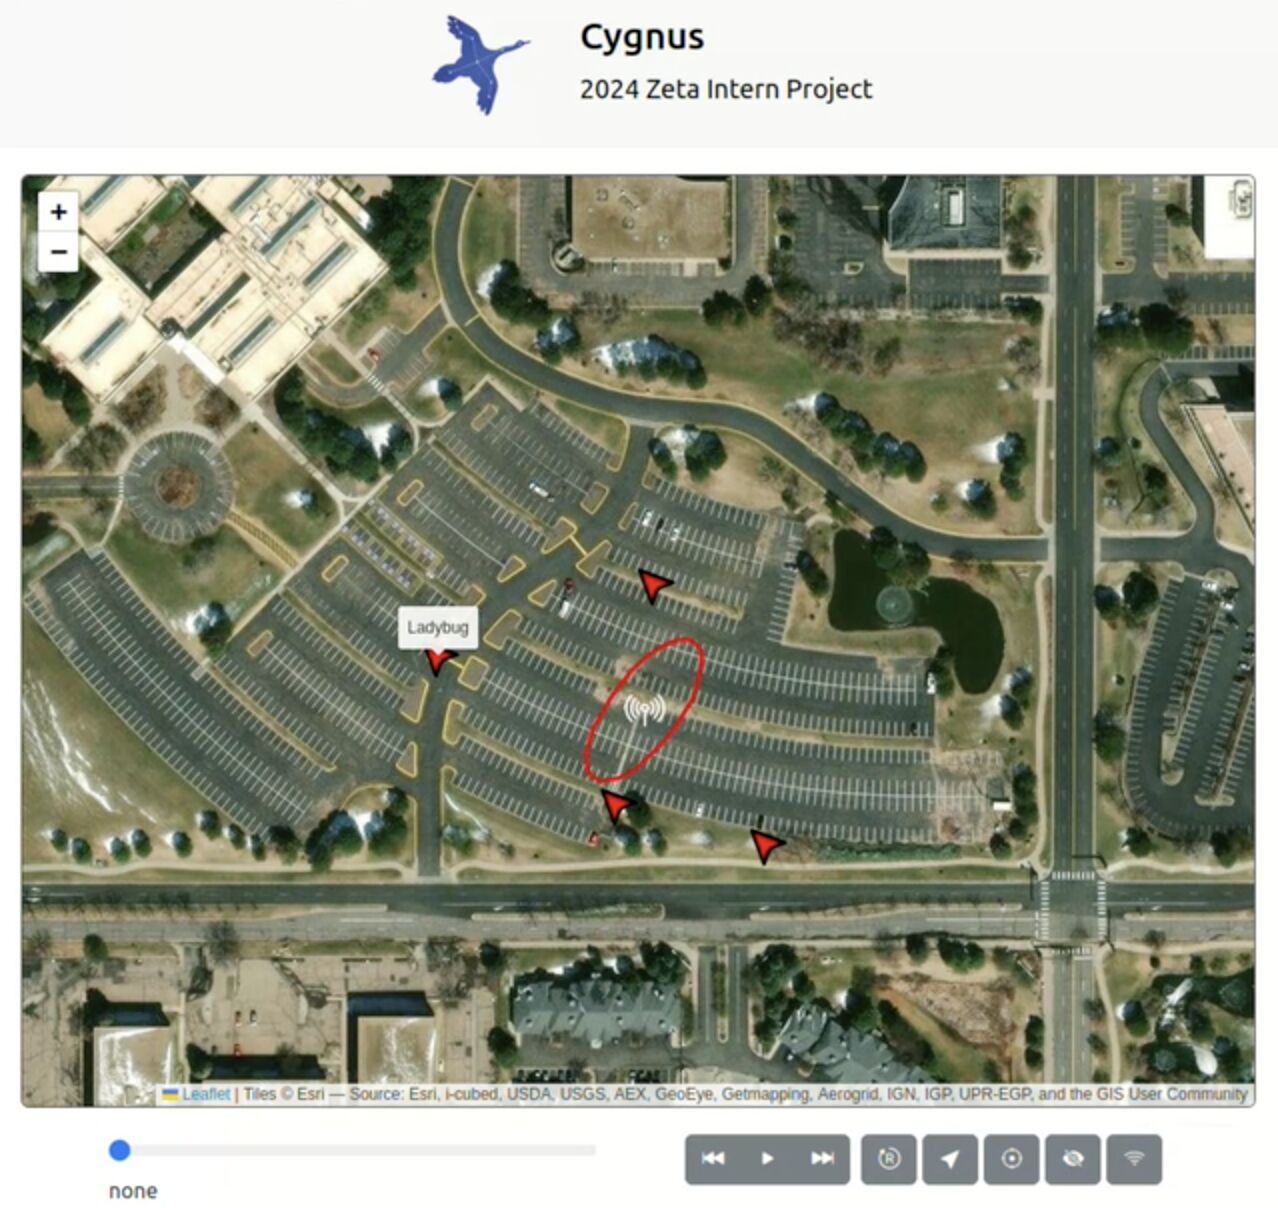 Cygnus
2024 Zeta Intern Project
+
−
Ladybug
Leaflet | Tiles © Esri — Source: Esri, i-cubed, USDA, USGS, AEX, GeoEye, Getmapping, Aerogrid, IGN, IGP, UPR-EGP, and the GIS User Community
R
none